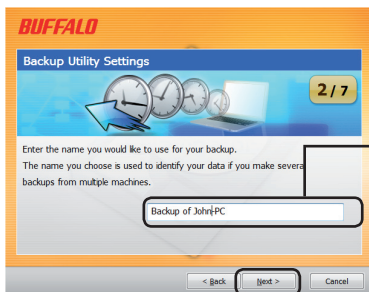 BUFFALO
Backup Utility Settings
2 / 7
Enter the name you would like to use for your backup.
The name you choose is used to identify your data if you make severa
backups from multiple machines.
Backup of John-PC
< Back
Next >
Cancel